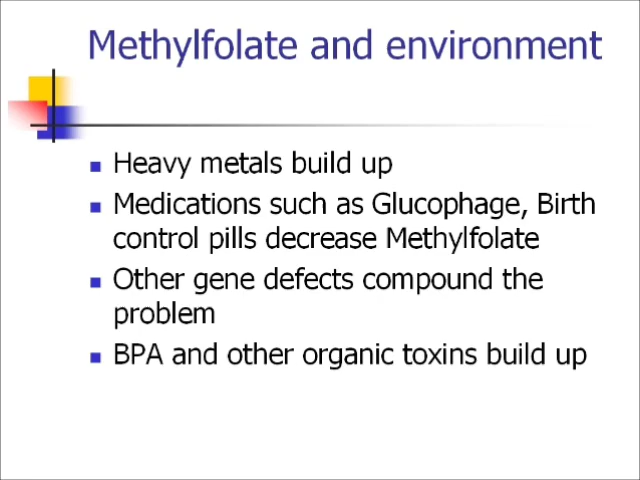 Methylfolate and environment
Heavy metals build up
Medications such as Glucophage, Birth
control pills decrease Methylfolate
Other gene defects compound the
problem
BPA and other organic toxins build up